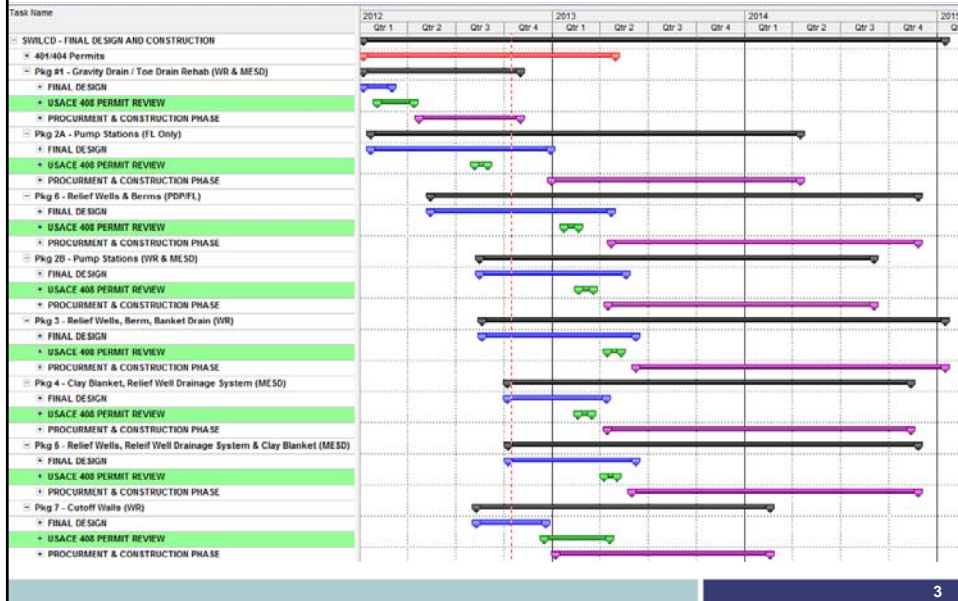 Task Name
2012 2013 2014 2015
Qtr 1 Qtr 2 Qtr 3 Qtr 4 Qtr 1 Qtr 2 Qtr 3 Qtr 4 Qtr 1 Qtr 2 Qtr 3 Qtr 4 Q
SWILCD - FINAL DESIGN AND CONSTRUCTION
401/404 Permits
Pkg #1 - Gravity Drain / Toe Drain Rehab (WR & MESD)
FINAL DESIGN
USACE 408 PERMIT REVIEW
PROCURMENT & CONSTRUCTION PHASE
Pkg 2A - Pump Stations (FL Only)
FINAL DESIGN
USACE 408 PERMIT REVIEW
PROCURMENT & CONSTRUCTION PHASE
Pkg 6 - Relief Wells & Berms (PDP/FL)
FINAL DESIGN
USACE 408 PERMIT REVIEW
PROCURMENT & CONSTRUCTION PHASE
Pkg 2B - Pump Stations (WR & MESD)
FINAL DESIGN
USACE 408 PERMIT REVIEW
PROCURMENT & CONSTRUCTION PHASE
Pkg 3 - Relief Wells, Berm, Banket Drain (WR)
FINAL DESIGN
USACE 408 PERMIT REVIEW
PROCURMENT & CONSTRUCTION PHASE
Pkg 4 - Clay Blanket, Relief Well Drainage System (MESD)
FINAL DESIGN
USACE 408 PERMIT REVIEW
PROCURMENT & CONSTRUCTION PHASE
Pkg 5 - Relief Wells, Releif Well Drainage System & Clay Blanket (MESD)
FINAL DESIGN
USACE 408 PERMIT REVIEW
PROCURMENT & CONSTRUCTION PHASE
Pkg 7 - Cutoff Walls (WR)
FINAL DESIGN
USACE 408 PERMIT REVIEW
PROCURMENT & CONSTRUCTION PHASE
3